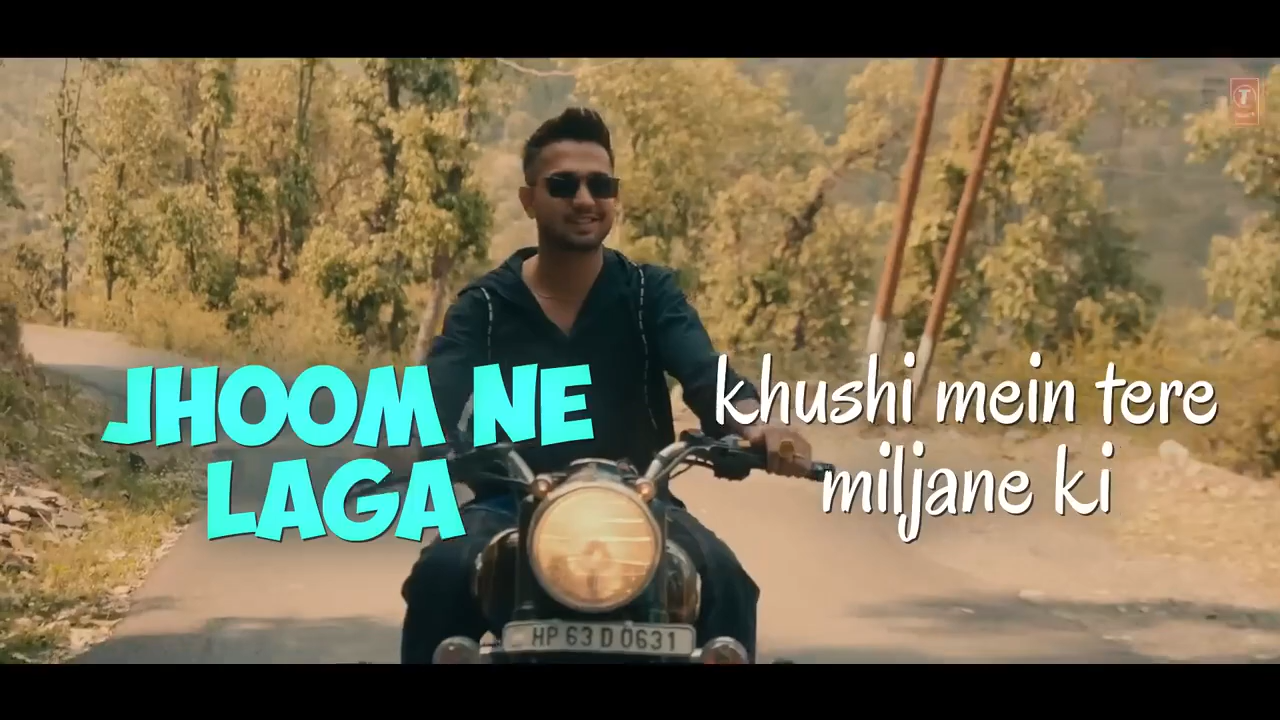 JHOOM NE
LAGA
khushi mein tere
miljane ki
HP 63 D 0631
T